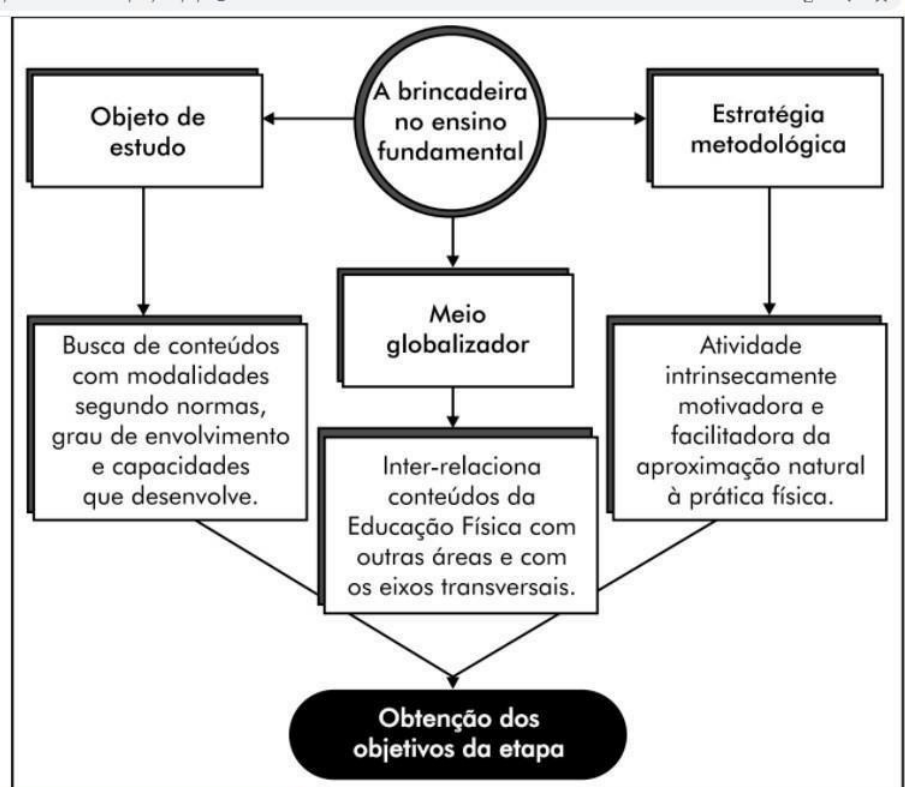 A brincadeira
no ensino
fundamental
Objeto de
estudo
Estratégia
metodológica
Meio
globalizador
Busca de conteúdos
com modalidades
segundo normas,
grau de envolvimento
e capacidades
que desenvolve.
Inter-relaciona
conteúdos da
Educação Física com
outras áreas e com
os eixos transversais.
Atividade
intrinsecamente
motivadora e
facilitadora da
aproximação natural
à prática física.
Obtenção dos
objetivos da etapa